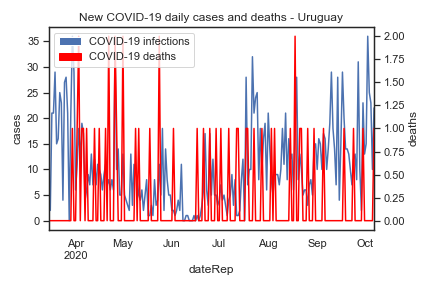 New COVID-19 daily cases and deaths - Uruguay
COVID-19 infections
COVID-19 deaths
35
30
25
20
15
10
5
0
cases
2.00
1.75
1.50
1.25
1.00
0.75
0.50
0.25
0.00
deaths
Apr May Jun Jul Aug Sep Oct
2020
dateRep